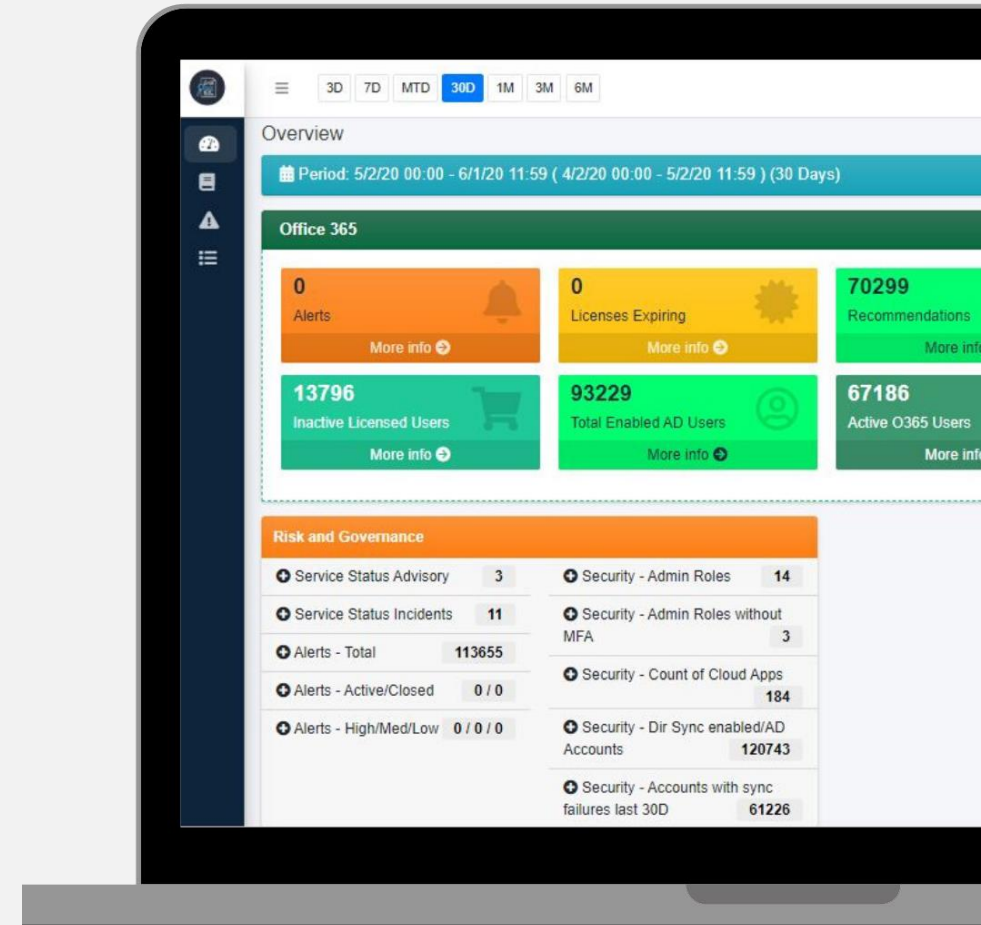 3D 7D MTD 30D 1M 3M 6M
Overview
Period: 5/2/20 00:00 - 6/1/20 11:59 ( 4/2/20 00:00 - 5/2/20 11:59 ) (30 Days)
Office 365
0
Alerts
More info
0
Licenses Expiring
More info
70299
Recommendations
More
13796
Inactive Licensed Users
More info
93229
Total Enabled AD Users
More info
67186
Active O365 Users
More
Risk and Governance
Service Status Advisory 3
Service Status Incidents 11
Alerts - Total 113655
Alerts - Active/Closed 0 / 0
Alerts - High/Med/Low 0 / 0 / 0
Security - Admin Roles 14
Security - Admin Roles without
MFA 3
Security - Count of Cloud Apps
184
Security - Dir Sync enabled/AD
Accounts 120743
Security - Accounts with sync
failures last 30D 61226